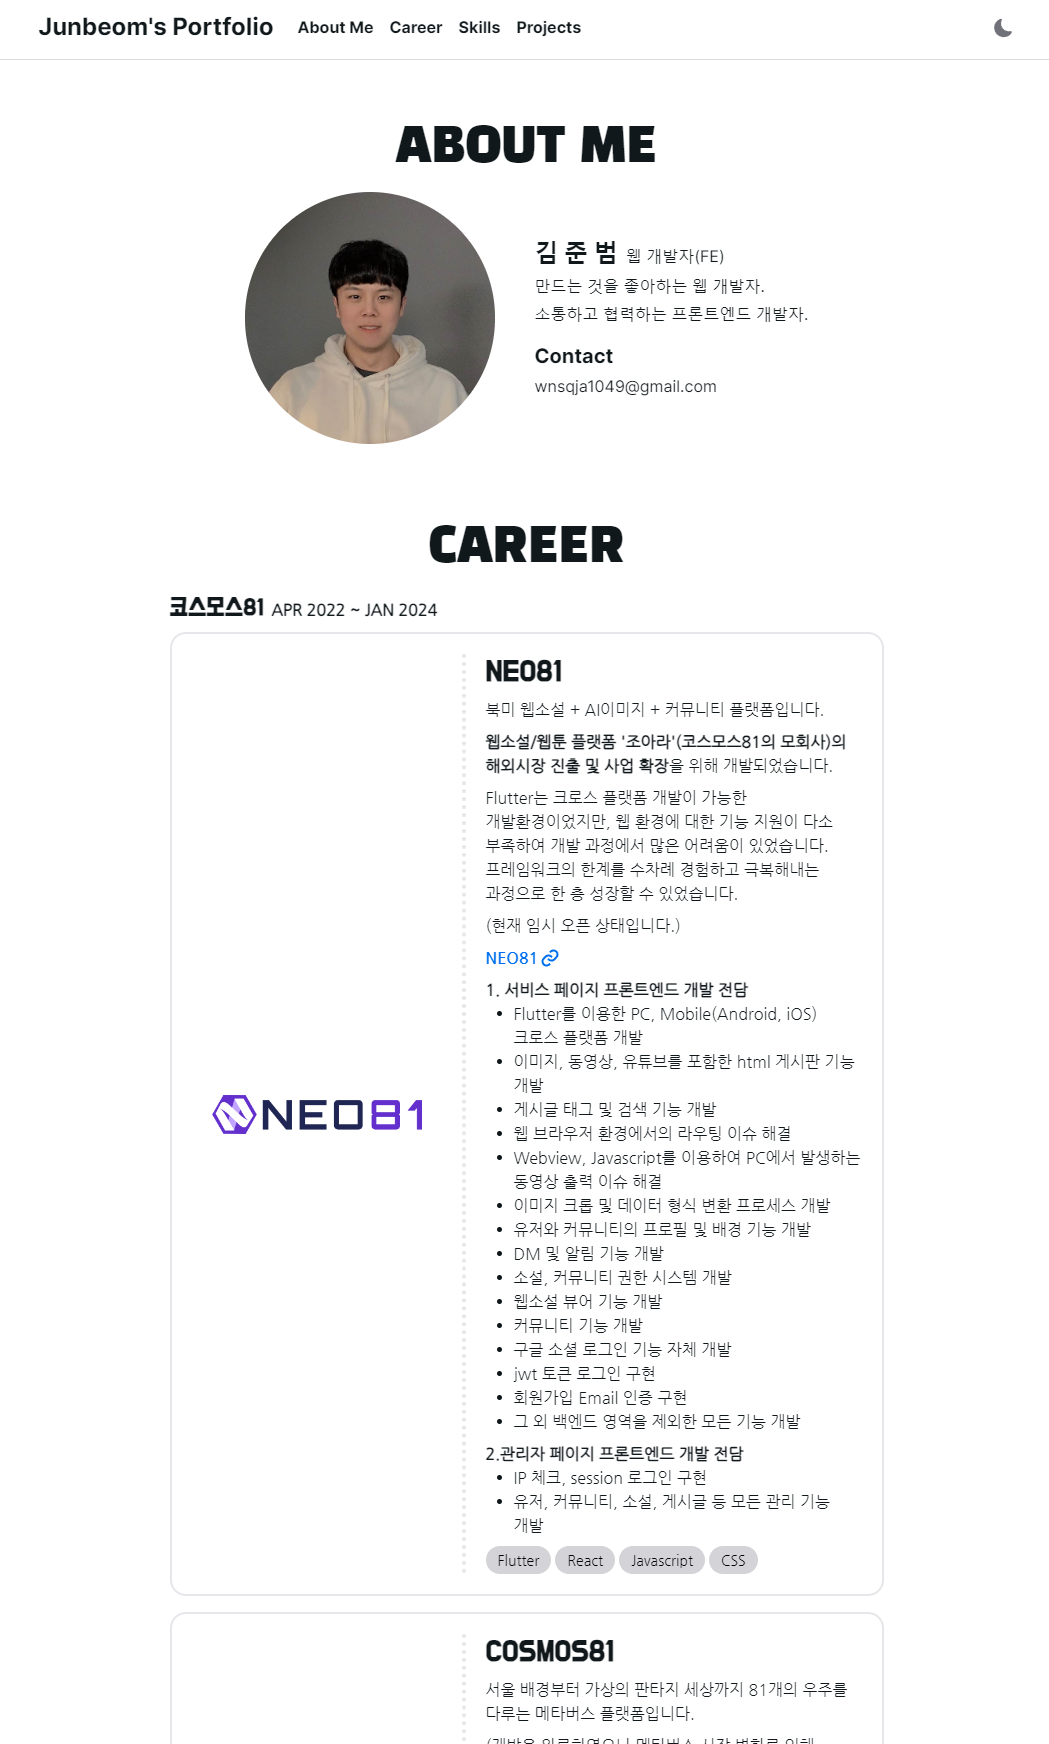 Junbeom's Portfolio About Me Career Skills Projects
ABOUT ME
김 준 범 웹 개발자(FE)
만드는 것을 좋아하는 웹 개발자.
소통하고 협력하는 프론트엔드 개발자.
Contact
wnsqja1049@gmail.com
CAREER
코스모스81 APR 2022 ~ JAN 2024
NEO81
NEO81
북미 웹소설 + AI이미지 + 커뮤니티 플랫폼입니다.
웹소설/웹툰 플랫폼 '조아라'(코스모스81의 모회사)의
해외시장 진출 및 사업 확장을 위해 개발되었습니다.
Flutter는 크로스 플랫폼 개발이 가능한
개발환경이었지만, 웹 환경에 대한 기능 지원이 다소
부족하여 개발 과정에서 많은 어려움이 있었습니다.
프레임워크의 한계를 수차례 경험하고 극복해내는
과정으로 한 층 성장할 수 있었습니다.
(현재 임시 오픈 상태입니다.)
NEO81
1. 서비스 페이지 프론트엔드 개발 전담
• Flutter를 이용한 PC, Mobile(Android, iOS)
크로스 플랫폼 개발
• 이미지, 동영상, 유튜브를 포함한 html 게시판 기능
개발
• 게시글 태그 및 검색 기능 개발
• 웹 브라우저 환경에서의 라우팅 이슈 해결
• Webview, Javascript를 이용하여 PC에서 발생하는
동영상 출력 이슈 해결
• 이미지 크롭 및 데이터 형식 변환 프로세스 개발
• 유저와 커뮤니티의 프로필 및 배경 기능 개발
• DM 및 알림 기능 개발
• 소설, 커뮤니티 권한 시스템 개발
• 웹소설 뷰어 기능 개발
• 커뮤니티 기능 개발
• 구글 소셜 로그인 기능 자체 개발
• jwt 토큰 로그인 구현
• 회원가입 Email 인증 구현
• 그 외 백엔드 영역을 제외한 모든 기능 개발
2.관리자 페이지 프론트엔드 개발 전담
• IP 체크, session 로그인 구현
• 유저, 커뮤니티, 소설, 게시글 등 모든 관리 기능
개발
Flutter React Javascript CSS
COSMOS81
서울 배경부터 가상의 판타지 세상까지 81개의 우주를
다루는 메타버스 플랫폼입니다.